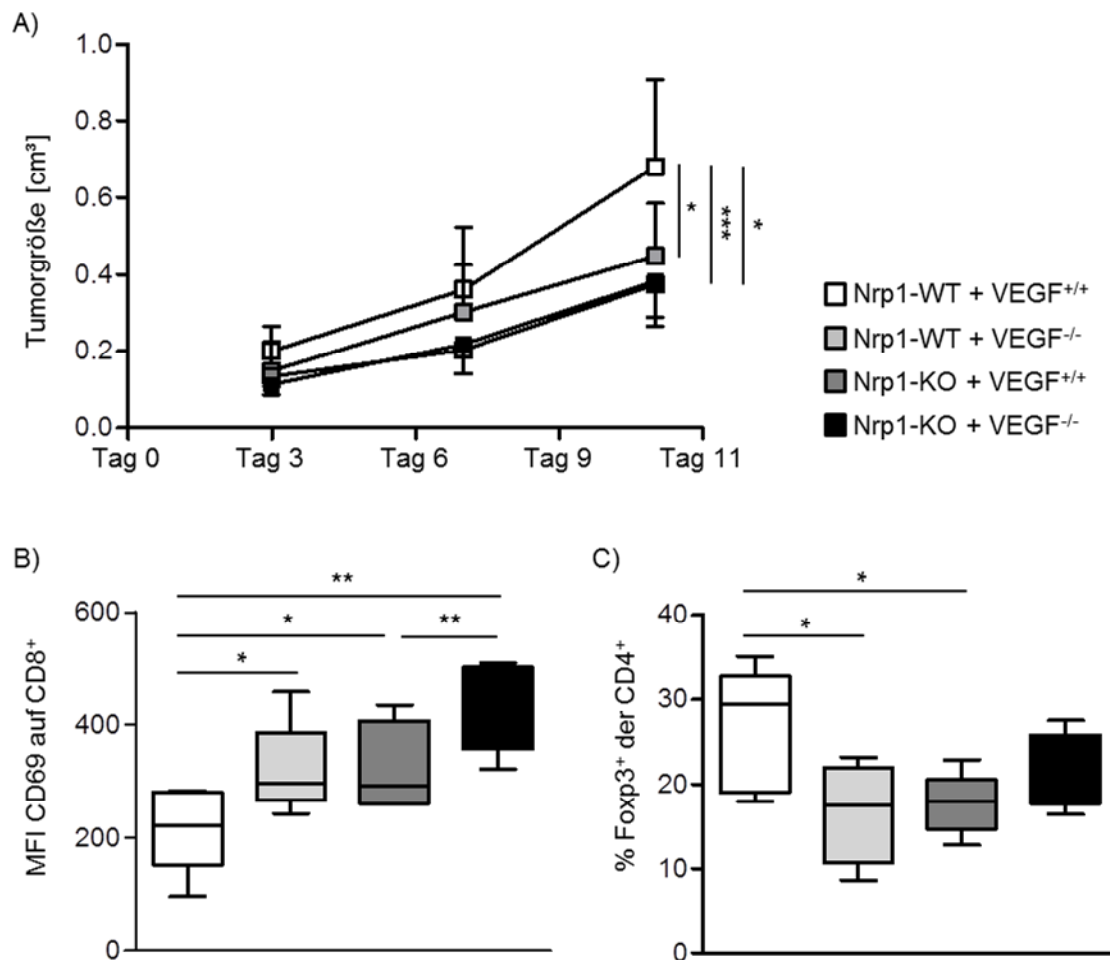 A)
Tumorgröße [cm³]
1.0
0.8
0.6
0.4
0.2
0.0
Tag 0
Tag 3
Tag 6
Tag 9
Tag 11
*
***
*
Nrp1-WT + VEGF+/+
Nrp1-WT + VEGF-/-
Nrp1-KO + VEGF+/+
Nrp1-KO + VEGF-/-
B)
MFI CD69 auf CD8+
600
400
200
0
**
*
**
*
C)
% Foxp3+ der CD4+
40
30
20
10
0
*
*